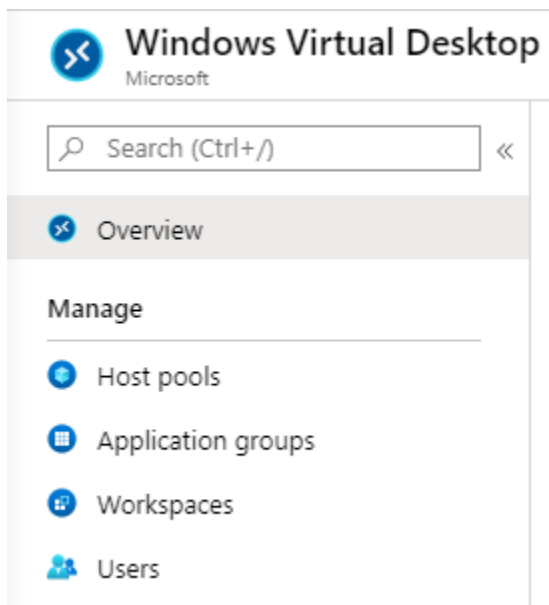 Windows Virtual Desktop
Microsoft
Search (Ctrl+/)
Overview
Manage
Host pools
Application groups
Workspaces
Users